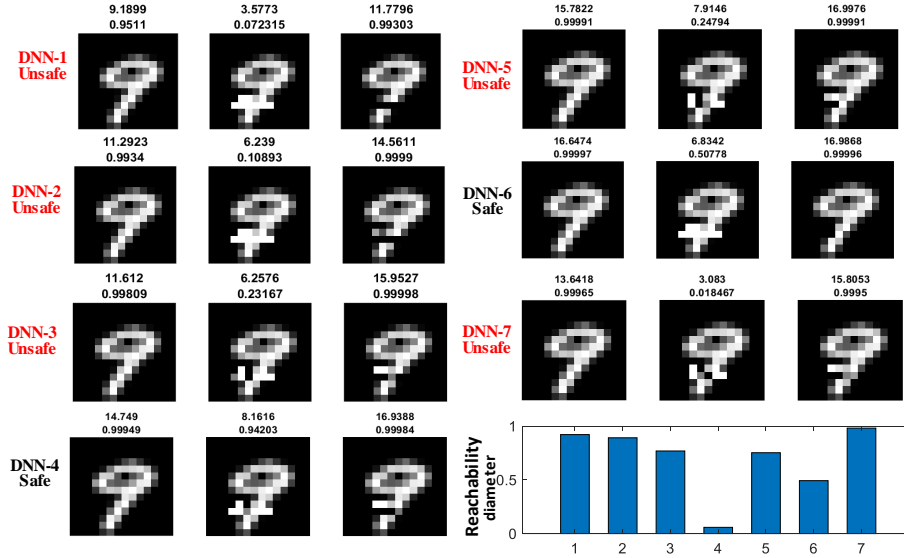 9.1899 3.5773 11.7796
0.9511 0.072315 0.99303
DNN-1
Unsafe
11.2923 6.239 14.5611
0.9934 0.10893 0.9999
DNN-2
Unsafe
11.612 6.2576 15.9527
0.99809 0.23167 0.99998
DNN-3
Unsafe
14.749 8.1616 16.9388
0.99949 0.94203 0.99984
DNN-4
Safe
15.7822 7.9146 16.9976
0.99991 0.24794 0.99991
DNN-5
Unsafe
16.6474 6.8342 16.9868
0.99997 0.50778 0.99996
DNN-6
Safe
13.6418 3.083 15.8053
0.99965 0.018467 0.9995
DNN-7
Unsafe
Reachability
diameter
1
0.5
0
1 2 3 4 5 6 7